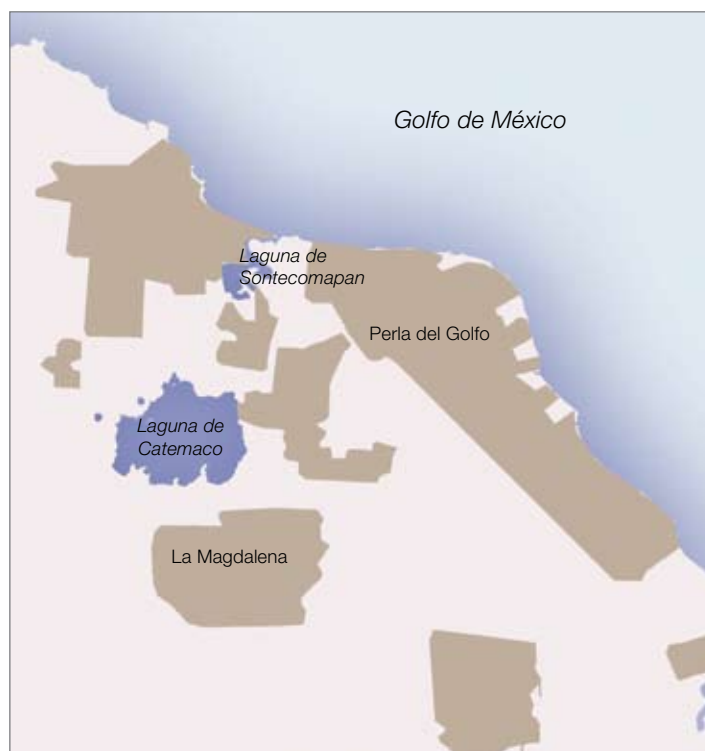 Golfo de México
Laguna de
Sontecomapan
Perla del Golfo
Laguna de
Catemaco
La Magdalena